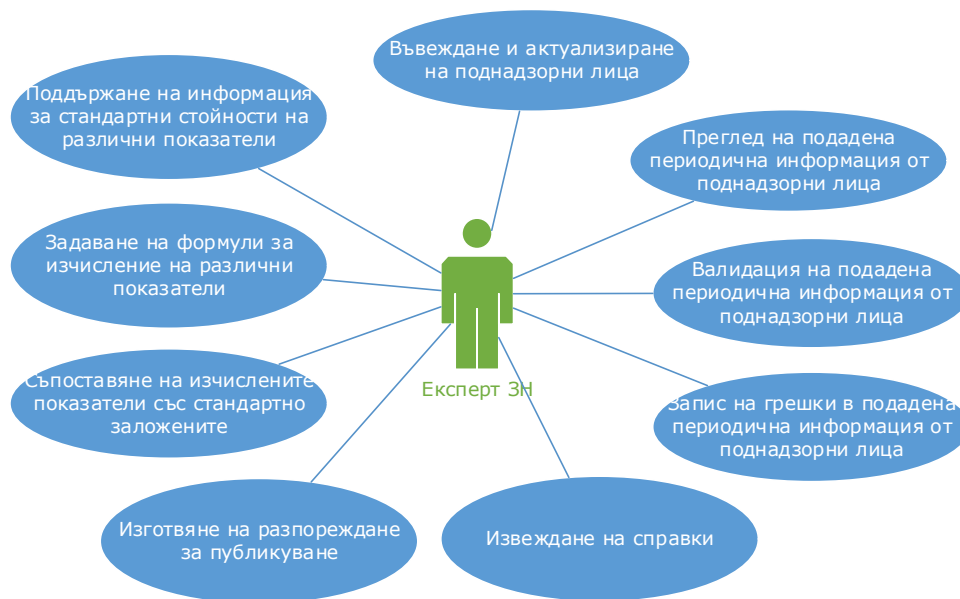 Въвеждане и актуализиране
на поднадзорни лица
Поддържане на информация
за стандартни стойности на
различни показатели
Преглед на подадена
периодична информация от
поднадзорни лица
Задаване на формули за
изчисление на различни
показатели
Валидация на подадена
периодична информация от
поднадзорни лица
Експерт ЗН
Съпоставяне на изчислените
показатели със стандартно
заложените
Запис на грешки в подадена
периодична информация от
поднадзорни лица
Изготвяне на разпореждане
за публикуване
Извеждане на справки